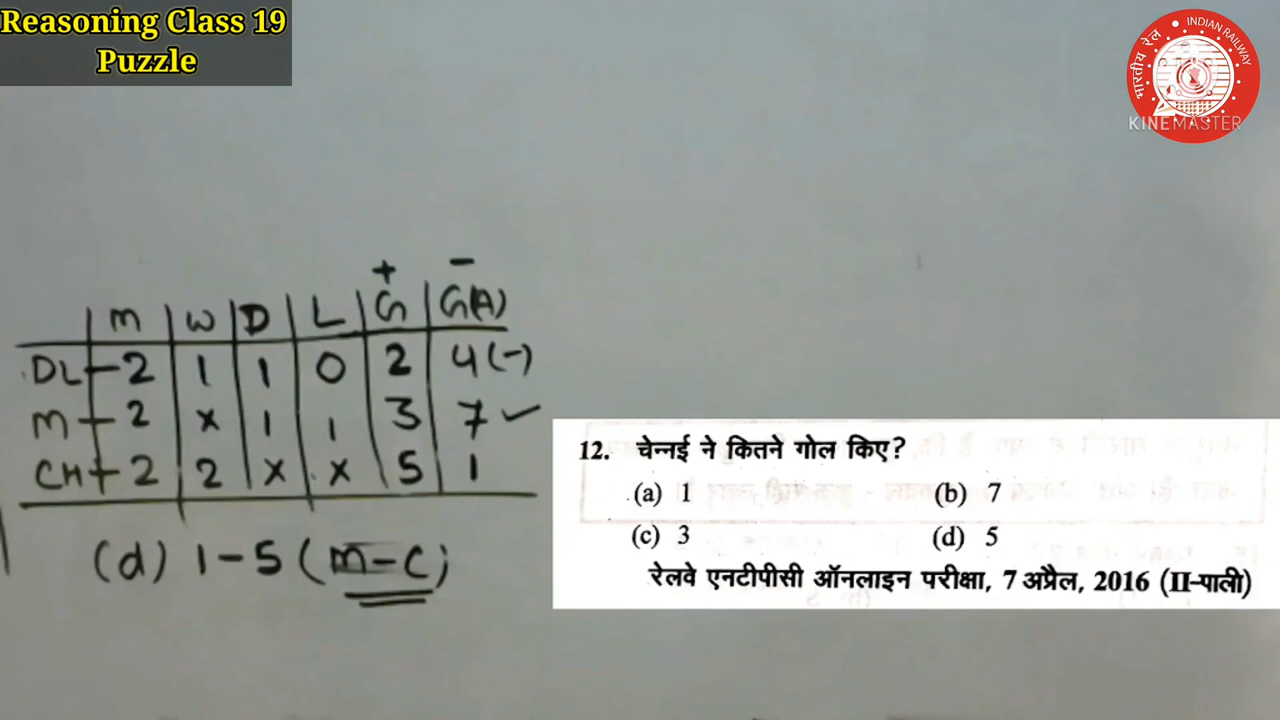 Reasoning Class 19
Puzzle
भारतीय रेल • INDIAN RAILWAY
KINEMASTER
+ −
M W D L G G(A)
DL 2 1 1 0 2 4(-)
M 2 x 1 1 3 7 ✓
CH 2 2 x x 5 1
(d) 1-5 (M-C)
12. चेन्नई ने कितने गोल किए?
(a) 1 (b) 7
(c) 3 (d) 5
रेलवे एनटीपीसी ऑनलाइन परीक्षा, 7 अप्रैल, 2016 (II-पाली)